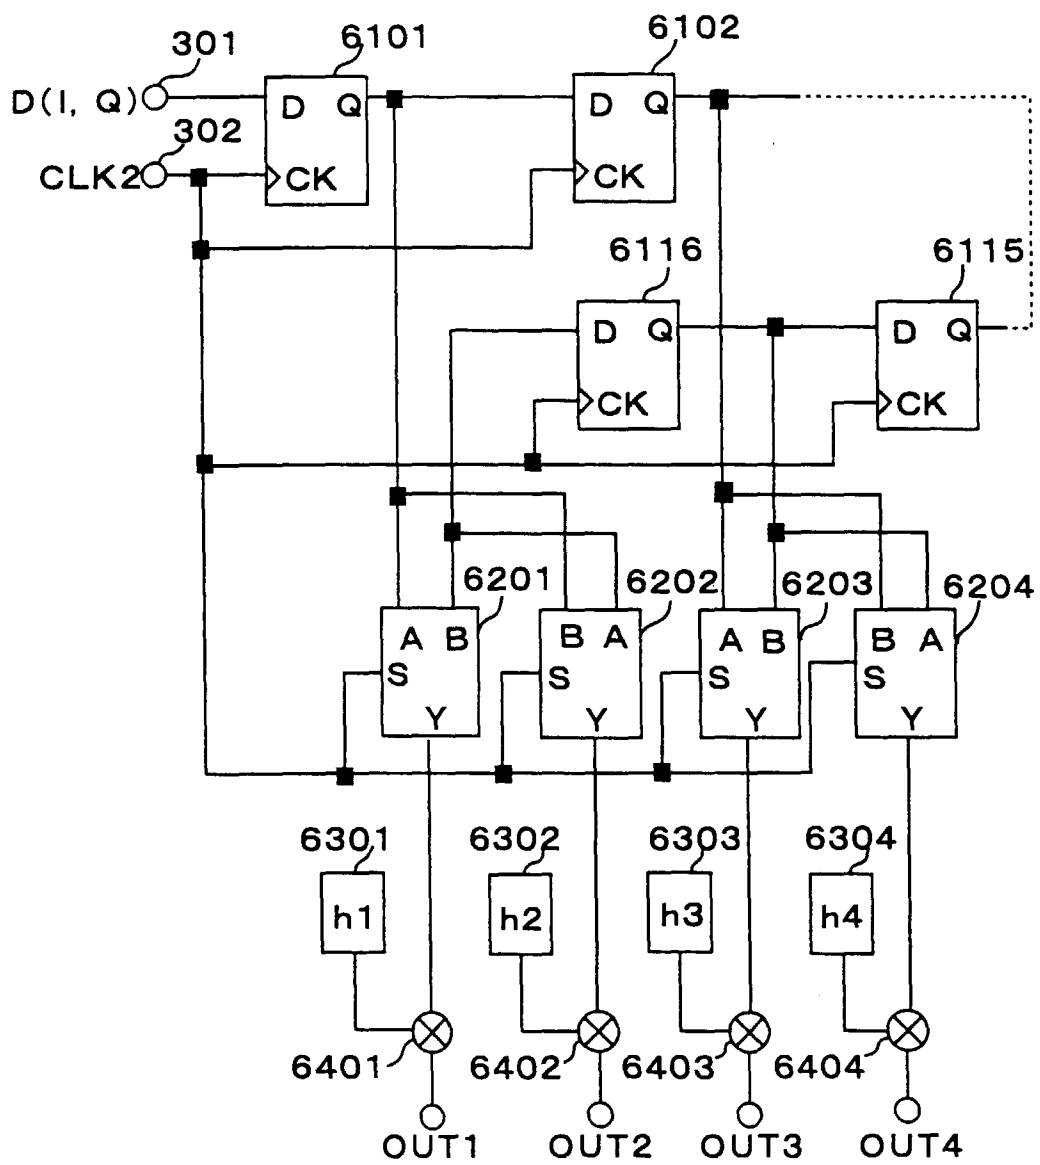 301
6101
6102
D(I, Q)
D Q
D Q
302
CLK2
CK
CK
6116
6115
D Q
D Q
CK
CK
6201
6202
6203
6204
A B
B A
A B
B A
S
S
S
S
Y
Y
Y
Y
6301
6302
6303
6304
h1
h2
h3
h4
6401
6402
6403
6404
OUT1
OUT2
OUT3
OUT4